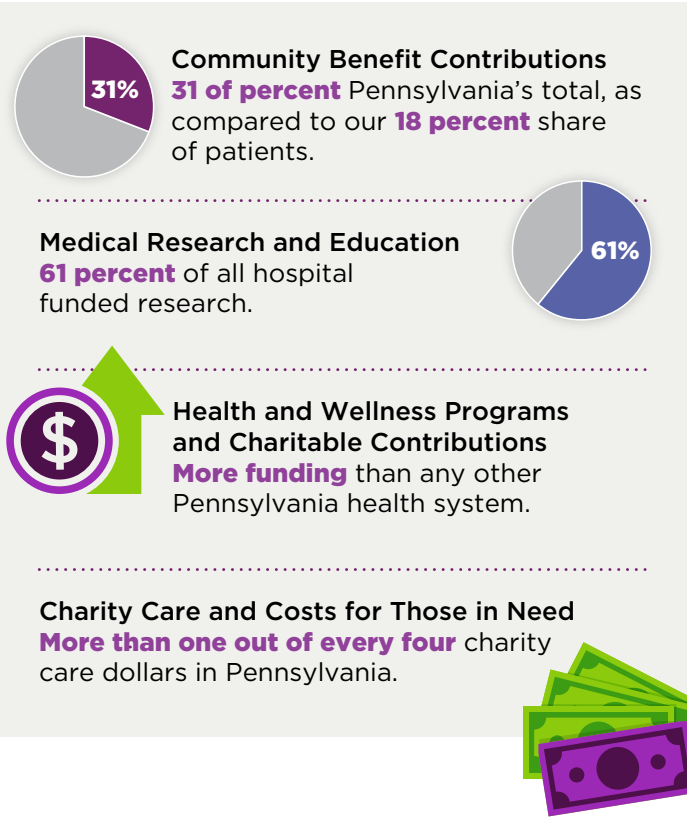 31%
Community Benefit Contributions
31 of percent Pennsylvania’s total, as
compared to our 18 percent share
of patients.
Medical Research and Education
61 percent of all hospital
funded research.
61%
$
Health and Wellness Programs
and Charitable Contributions
More funding than any other
Pennsylvania health system.
Charity Care and Costs for Those in Need
More than one out of every four charity
care dollars in Pennsylvania.